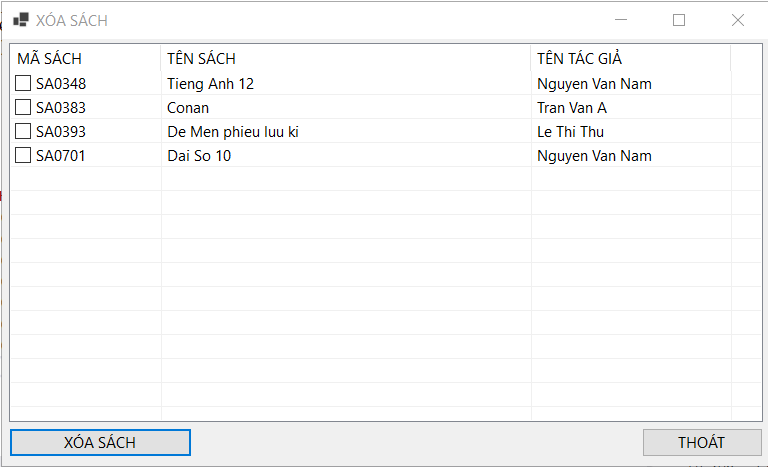 XÓA SÁCH
MÃ SÁCH TÊN SÁCH TÊN TÁC GIẢ
SA0348 Tieng Anh 12 Nguyen Van Nam
SA0383 Conan Tran Van A
SA0393 De Men phieu luu ki Le Thi Thu
SA0701 Dai So 10 Nguyen Van Nam
XÓA SÁCH THOÁT